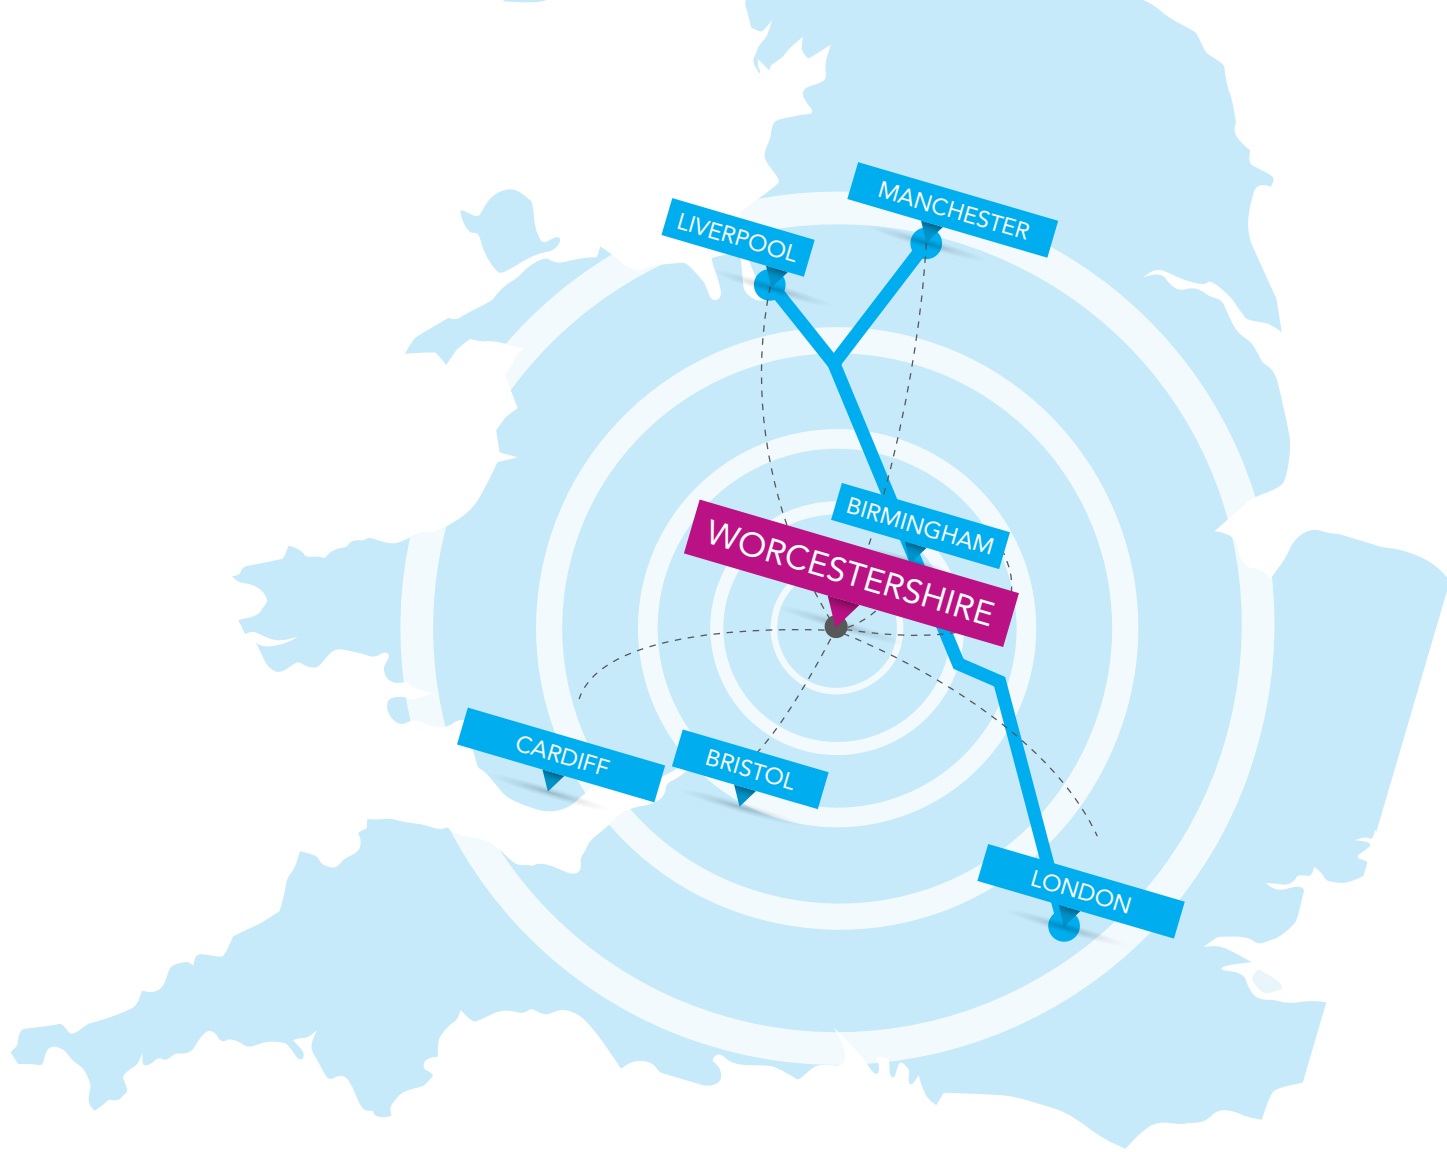 MANCHESTER
LIVERPOOL
BIRMINGHAM
WORCESTERSHIRE
CARDIFF
BRISTOL
LONDON